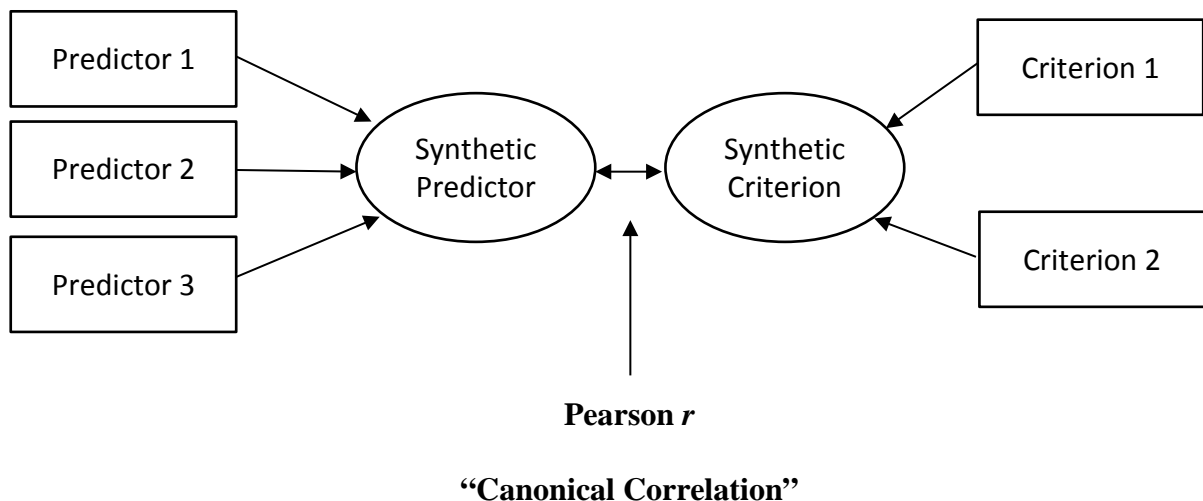 Predictor 1
Predictor 2
Predictor 3
Synthetic
Predictor
Synthetic
Criterion
Criterion 1
Criterion 2
Pearson r
“Canonical Correlation”